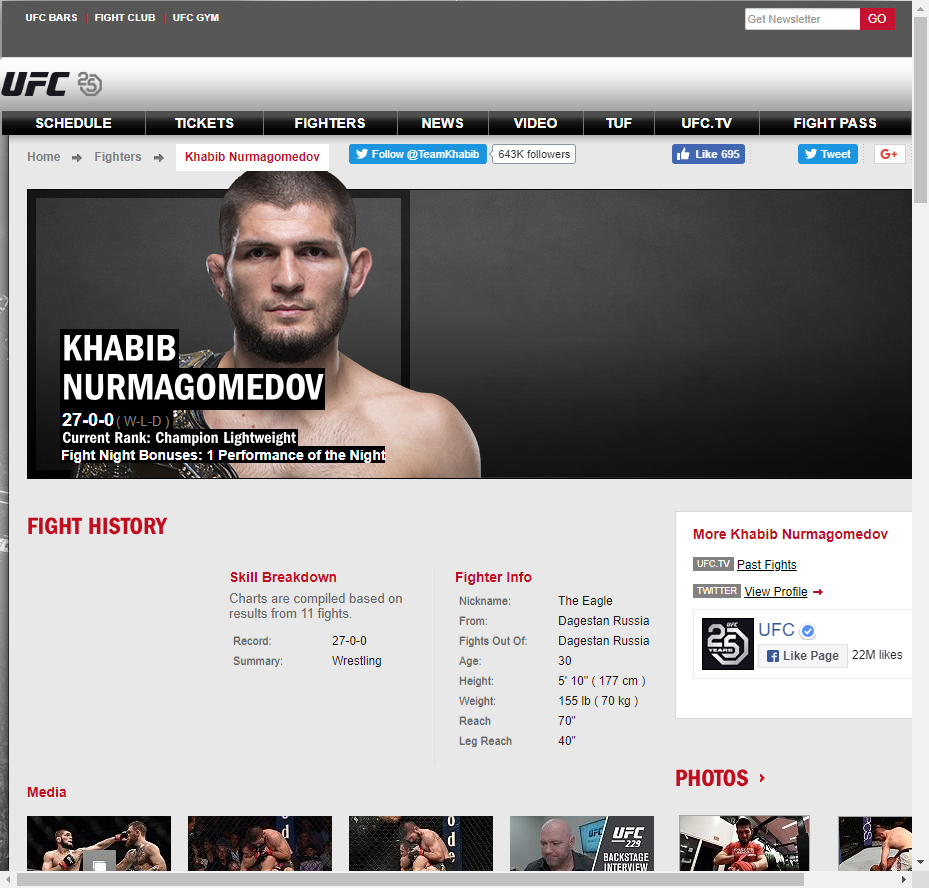 UFC BARS FIGHT CLUB UFC GYM
Get Newsletter GO
UFC 25
SCHEDULE TICKETS FIGHTERS NEWS VIDEO TUF UFC.TV FIGHT PASS
Home Fighters Khabib Nurmagomedov Follow @TeamKhabib 643K followers Like 695 Tweet G+
KHABIB
NURMAGOMEDOV
27-0-0 ( W-L-D )
Current Rank: Champion Lightweight
Fight Night Bonuses: 1 Performance of the Night
FIGHT HISTORY
Skill Breakdown
Charts are compiled based on
results from 11 fights.
Record: 27-0-0
Summary: Wrestling
Fighter Info
Nickname: The Eagle
From: Dagestan Russia
Fights Out Of: Dagestan Russia
Age: 30
Height: 5' 10" ( 177 cm )
Weight: 155 lb ( 70 kg )
Reach 70"
Leg Reach 40"
More Khabib Nurmagomedov
UFC.TV Past Fights
TWITTER View Profile
UFC
25
YEARS
UFC
Like Page 22M likes
Media
PHOTOS
UFC
UFC
229
BACKSTAGE
INTERVIEW